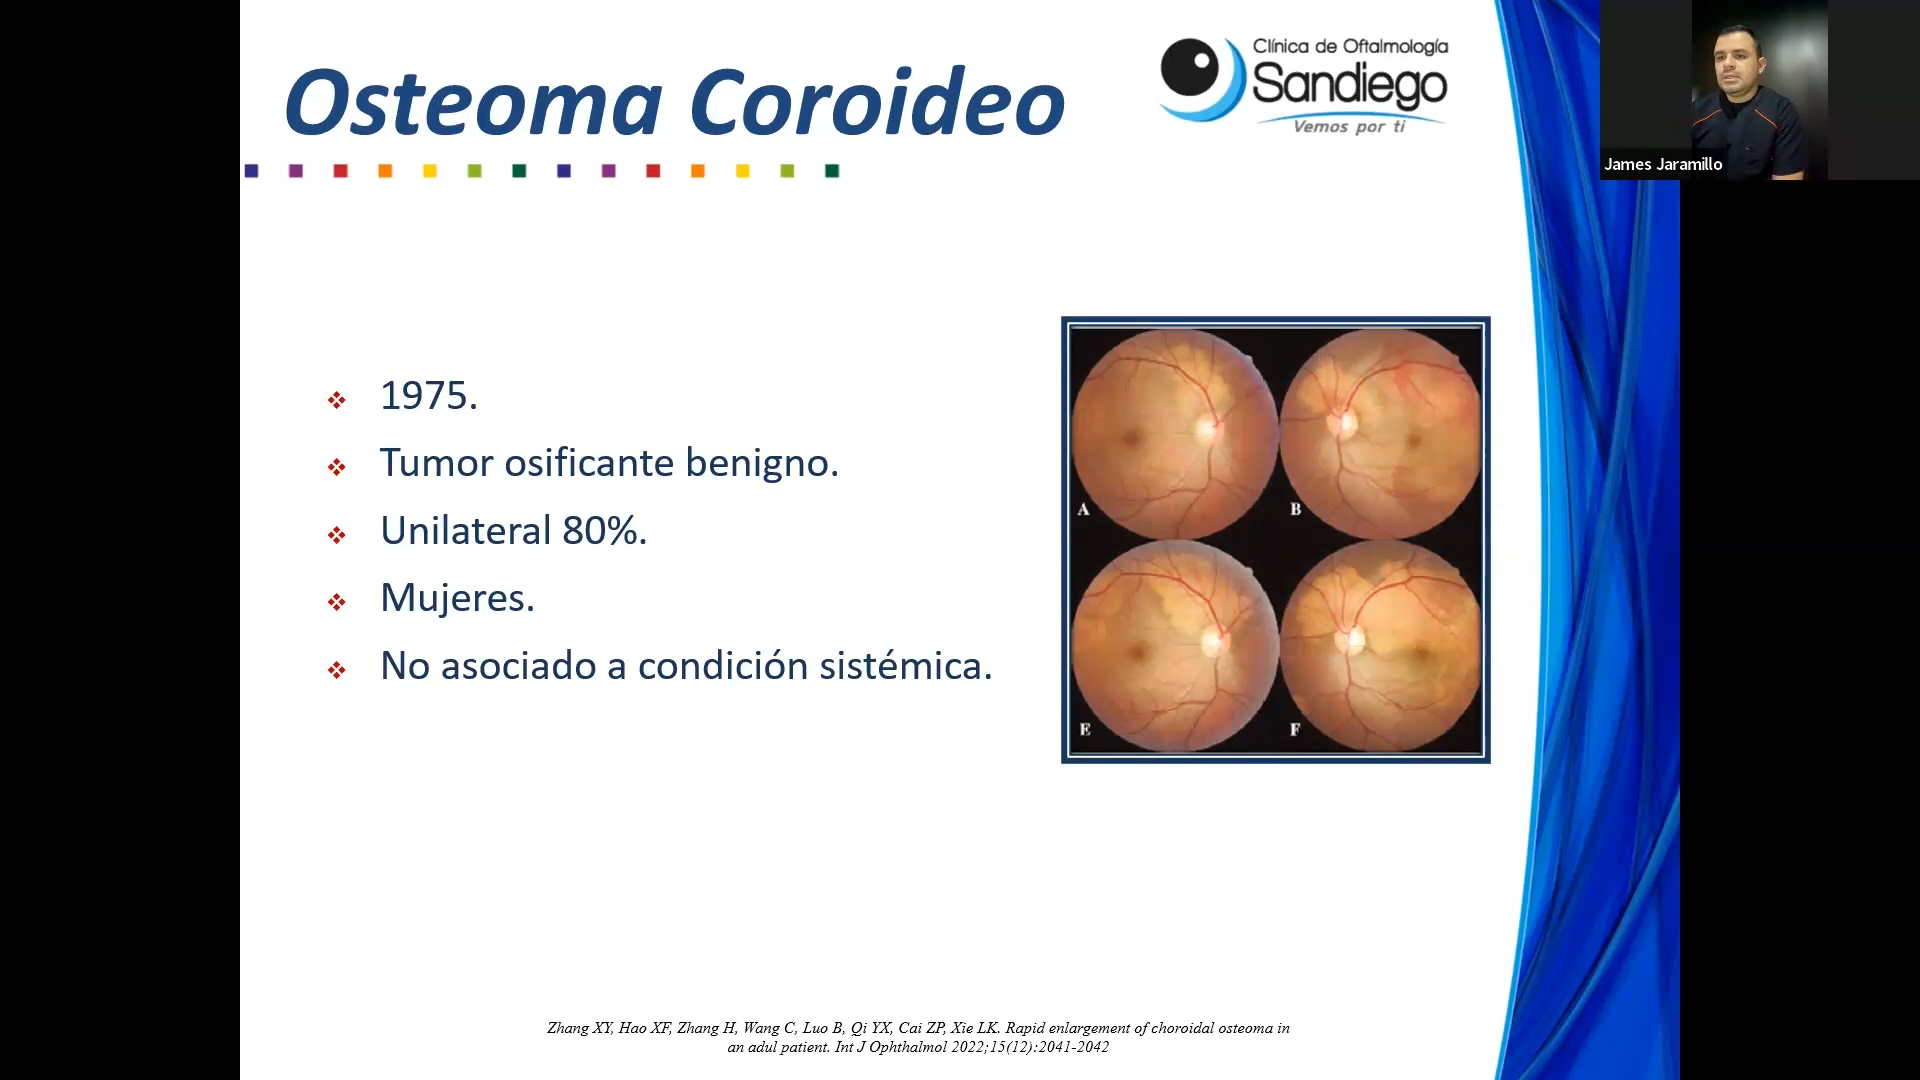 Osteoma Coroideo
Clínica de Oftalmología
Sandiego
Vemos por ti
James Jaramillo
1975.
Tumor osificante benigno.
Unilateral 80%.
Mujeres.
No asociado a condición sistémica.
A
B
E
F
Zhang XY, Hao XF, Zhang H, Wang C, Luo B, Qi YX, Cai ZP, Xie LK. Rapid enlargement of choroidal osteoma in
an adul patient. Int J Ophthalmol 2022;15(12):2041-2042